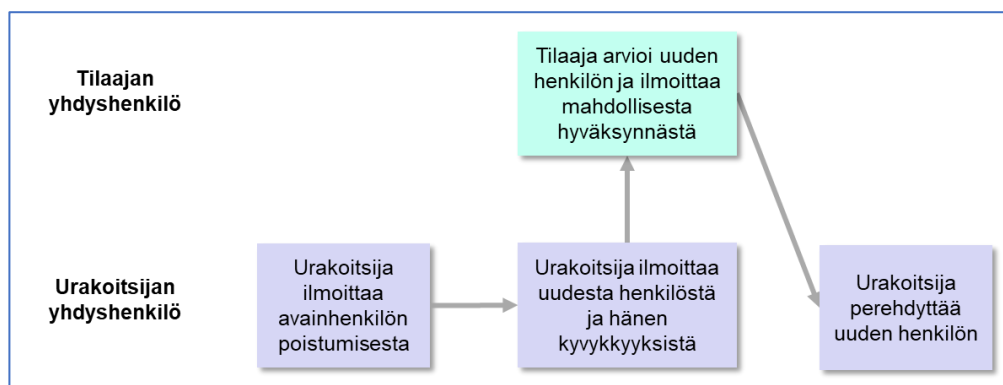 Tilaajan
yhdyshenkilö
Tilaaja arvioi uuden
henkilön ja ilmoittaa
mahdollisesta
hyväksynnästä
Urakoitsijan
yhdyshenkilö
Urakoitsija
ilmoittaa
avainhenkilön
poistumisesta
Urakoitsija ilmoittaa
uudesta henkilöstä
ja hänen
kyvykkyyksistä
Urakoitsija
perehdyttää
uuden henkilön